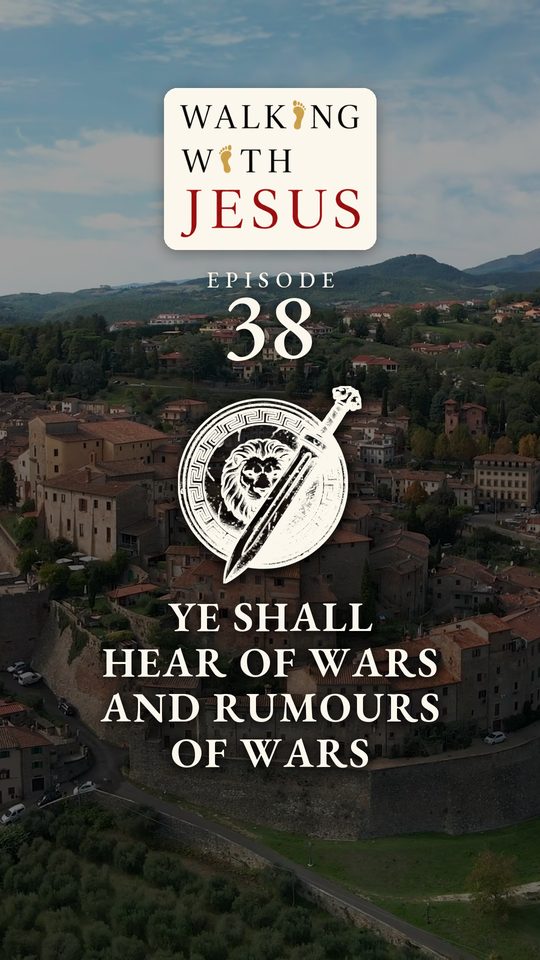 WALKING
WITH
JESUS
EPISODE
38
YE SHALL
HEAR OF WARS
AND RUMOURS
OF WARS